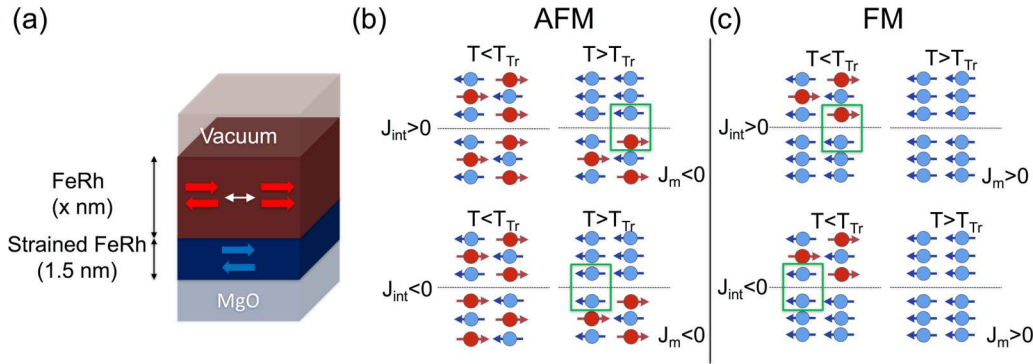 (a)
Vacuum
FeRh
(x nm)
Strained FeRh
(1.5 nm)
MgO
(b) AFM
T<T_Tr T>T_Tr
J_int>0
J_m<0
T<T_Tr T>T_Tr
J_int<0
J_m<0
(c) FM
T<T_Tr T>T_Tr
J_int>0
J_m>0
T<T_Tr T>T_Tr
J_int<0
J_m>0